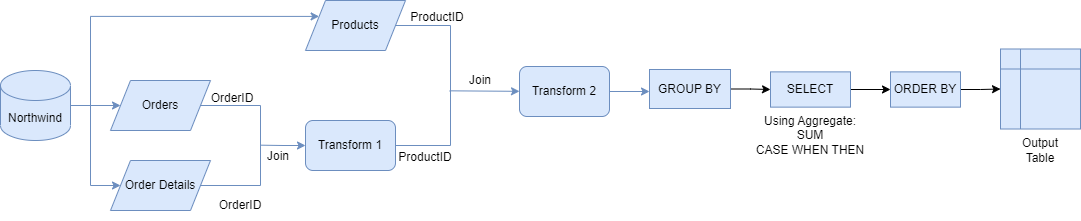 Products
ProductID
Northwind
Orders
OrderID
Order Details
OrderID
Join
Transform 1
ProductID
Join
Transform 2
GROUP BY
SELECT
Using Aggregate:
SUM
CASE WHEN THEN
ORDER BY
Output
Table